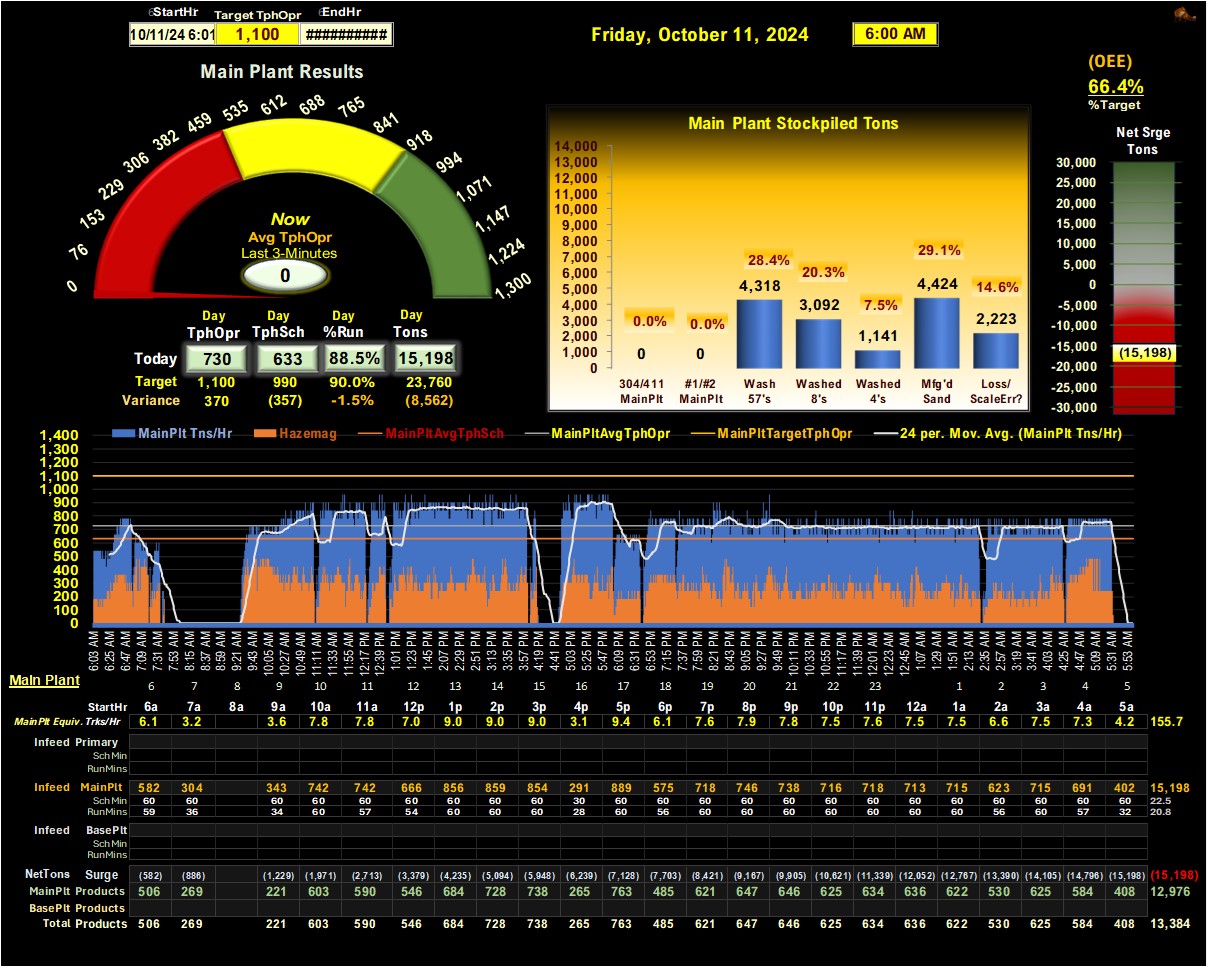 StartHr Target TphOpr EndHr
10/11/24 6:01 1,100 ##########
Friday, October 11, 2024 6:00 AM
(OEE)
66.4%
%Target
Main Plant Results
0 76 153 229 306 382 459 535 612 688 765 841 918 994 1,071 1,147 1,224 1,300
Now
Avg TphOpr
Last 3-Minutes
0
Day Day Day Day
TphOpr TphSch %Run Tons
Today 730 633 88.5% 15,198
Target 1,100 990 90.0% 23,760
Variance 370 (357) -1.5% (8,562)
Main Plant Stockpiled Tons
14,000
13,000
12,000
11,000
10,000
9,000
8,000
7,000
6,000
5,000
4,000
3,000
2,000
1,000
0
0.0% 0.0% 28.4% 20.3% 7.5% 29.1% 14.6%
0 0 4,318 3,092 1,141 4,424 2,223
304/411 #1/#2 Wash Washed Washed Mfg'd Loss/
MainPlt MainPlt 57's 8's 4's Sand ScaleErr?
Net Srge
Tons
30,000
25,000
20,000
15,000
10,000
5,000
0
-5,000
-10,000
-15,000
-20,000
-25,000
-30,000
(15,198)
MainPlt Tns/Hr Hazemag MainPltAvgTphSch MainPltAvgTphOpr MainPltTargetTphOpr 24 per. Mov. Avg. (MainPlt Tns/Hr)
1,400
1,300
1,200
1,100
1,000
900
800
700
600
500
400
300
200
100
0
6:03 AM 6:25 AM 6:47 AM 7:09 AM 7:31 AM 7:53 AM 8:15 AM 8:37 AM 8:59 AM 9:21 AM 9:43 AM 10:05 AM 10:27 AM 10:49 AM 11:11 AM 11:33 AM 11:55 AM 12:17 PM 12:39 PM 1:01 PM 1:23 PM 1:45 PM 2:07 PM 2:29 PM 2:51 PM 3:13 PM 3:35 PM 3:57 PM 4:19 PM 4:41 PM 5:03 PM 5:25 PM 5:47 PM 6:09 PM 6:31 PM 6:53 PM 7:15 PM 7:37 PM 7:59 PM 8:21 PM 8:43 PM 9:05 PM 9:27 PM 9:49 PM 10:11 PM 10:33 PM 10:55 PM 11:17 PM 11:39 PM 12:01 AM 12:23 AM 12:45 AM 1:07 AM 1:29 AM 1:51 AM 2:13 AM 2:35 AM 2:57 AM 3:19 AM 3:41 AM 4:03 AM 4:25 AM 4:47 AM 5:09 AM 5:31 AM 5:53 AM
Main Plant
6 7 8 9 10 11 12 13 14 15 16 17 18 19 20 21 22 23 1 2 3 4 5
StartHr 6a 7a 8a 9a 10a 11a 12p 1p 2p 3p 4p 5p 6p 7p 8p 9p 10p 11p 12a 1a 2a 3a 4a 5a
MainPlt Equiv. Trks/Hr 6.1 3.2 3.6 7.8 7.8 7.0 9.0 9.0 9.0 3.1 9.4 6.1 7.6 7.9 7.8 7.5 7.6 7.5 7.5 6.6 7.5 7.3 4.2 155.7
Infeed Primary
Sch Min
RunMins
Infeed MainPlt 582 304 343 742 742 666 856 859 854 291 889 575 718 746 738 716 718 713 715 623 715 691 402 15,198
Sch Min 60 60 60 60 60 60 60 60 60 30 60 60 60 60 60 60 60 60 60 60 60 60 60 22.5
RunMins 59 36 34 60 57 54 60 60 60 28 60 56 60 60 60 60 60 60 60 56 60 57 32 20.8
Infeed BasePlt
Sch Min
RunMins
NetTons Surge (582) (886) (1,229) (1,971) (2,713) (3,379) (4,235) (5,094) (5,948) (6,239) (7,128) (7,703) (8,421) (9,167) (9,905) (10,621) (11,339) (12,052) (12,767) (13,390) (14,105) (14,796) (15,198) (15,198)
MainPlt Products 506 269 221 603 590 546 684 728 738 265 763 485 621 647 646 625 634 636 622 530 625 584 408 12,976
BasePlt Products
Total Products 506 269 221 603 590 546 684 728 738 265 763 485 621 647 646 625 634 636 622 530 625 584 408 13,384